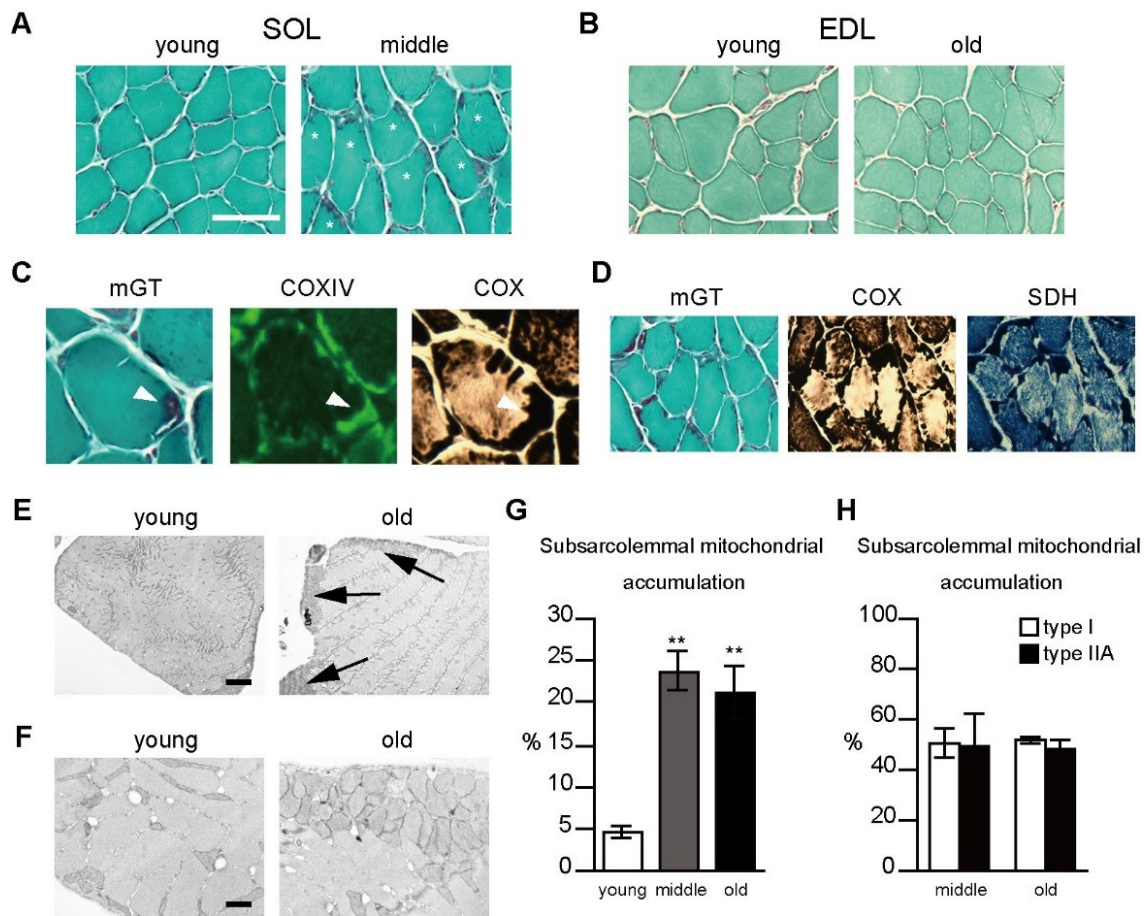 A
SOL
young
middle
* * * * * * *
B
EDL
young
old
C
mGT
COXIV
COX
D
mGT
COX
SDH
E
young
old
F
young
old
G
Subsarcolemmal mitochondrial
accumulation
30
25
20
15
10
5
0
%
**
**
young
middle
old
H
Subsarcolemmal mitochondrial
accumulation
100
80
60
40
20
0
%
type I
type IIA
middle
old